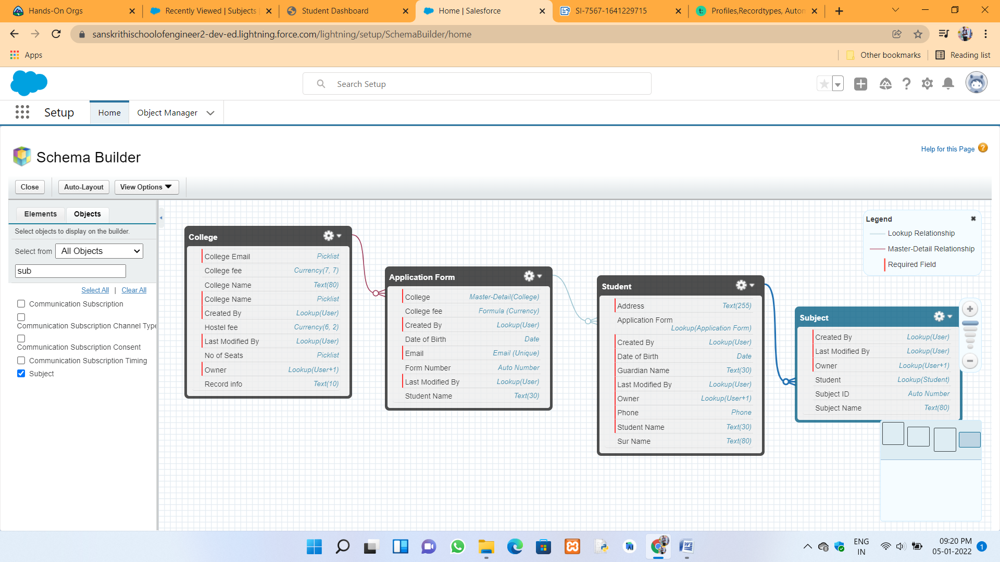 Hands-On Orgs
Recently Viewed | Subjects
Student Dashboard
Home | Salesforce
SI-7567-1641229715
Profiles,Recordtypes, Autom
sanskrithischoolofengineer2-dev-ed.lightning.force.com/lightning/setup/SchemaBuilder/home
Apps
Other bookmarks
Reading list
Search Setup
Setup
Home
Object Manager
Schema Builder
Help for this Page
Close
Auto-Layout
View Options
Elements
Objects
Select objects to display on the builder.
Select from All Objects
sub
Select All | Clear All
Communication Subscription
Communication Subscription Channel Type
Communication Subscription Consent
Communication Subscription Timing
Subject
College
College Email Picklist
College fee Currency(7, 7)
College Name Text(80)
College Name Picklist
Created By Lookup(User)
Hostel fee Currency(6, 2)
Last Modified By Lookup(User)
No of Seats Picklist
Owner Lookup(User+1)
Record info Text(10)
Application Form
College Master-Detail(College)
College fee Formula (Currency)
Created By Lookup(User)
Date of Birth Date
Email Email (Unique)
Form Number Auto Number
Last Modified By Lookup(User)
Student Name Text(30)
Student
Address Text(255)
Application Form
Lookup(Application Form)
Created By Lookup(User)
Date of Birth Date
Guardian Name Text(30)
Last Modified By Lookup(User)
Owner Lookup(User+1)
Phone Phone
Student Name Text(30)
Sur Name Text(80)
Subject
Created By Lookup(User)
Last Modified By Lookup(User)
Owner Lookup(User+1)
Student Lookup(Student)
Subject ID Auto Number
Subject Name Text(80)
Legend
Lookup Relationship
Master-Detail Relationship
Required Field
ENG
IN
09:20 PM
05-01-2022
1